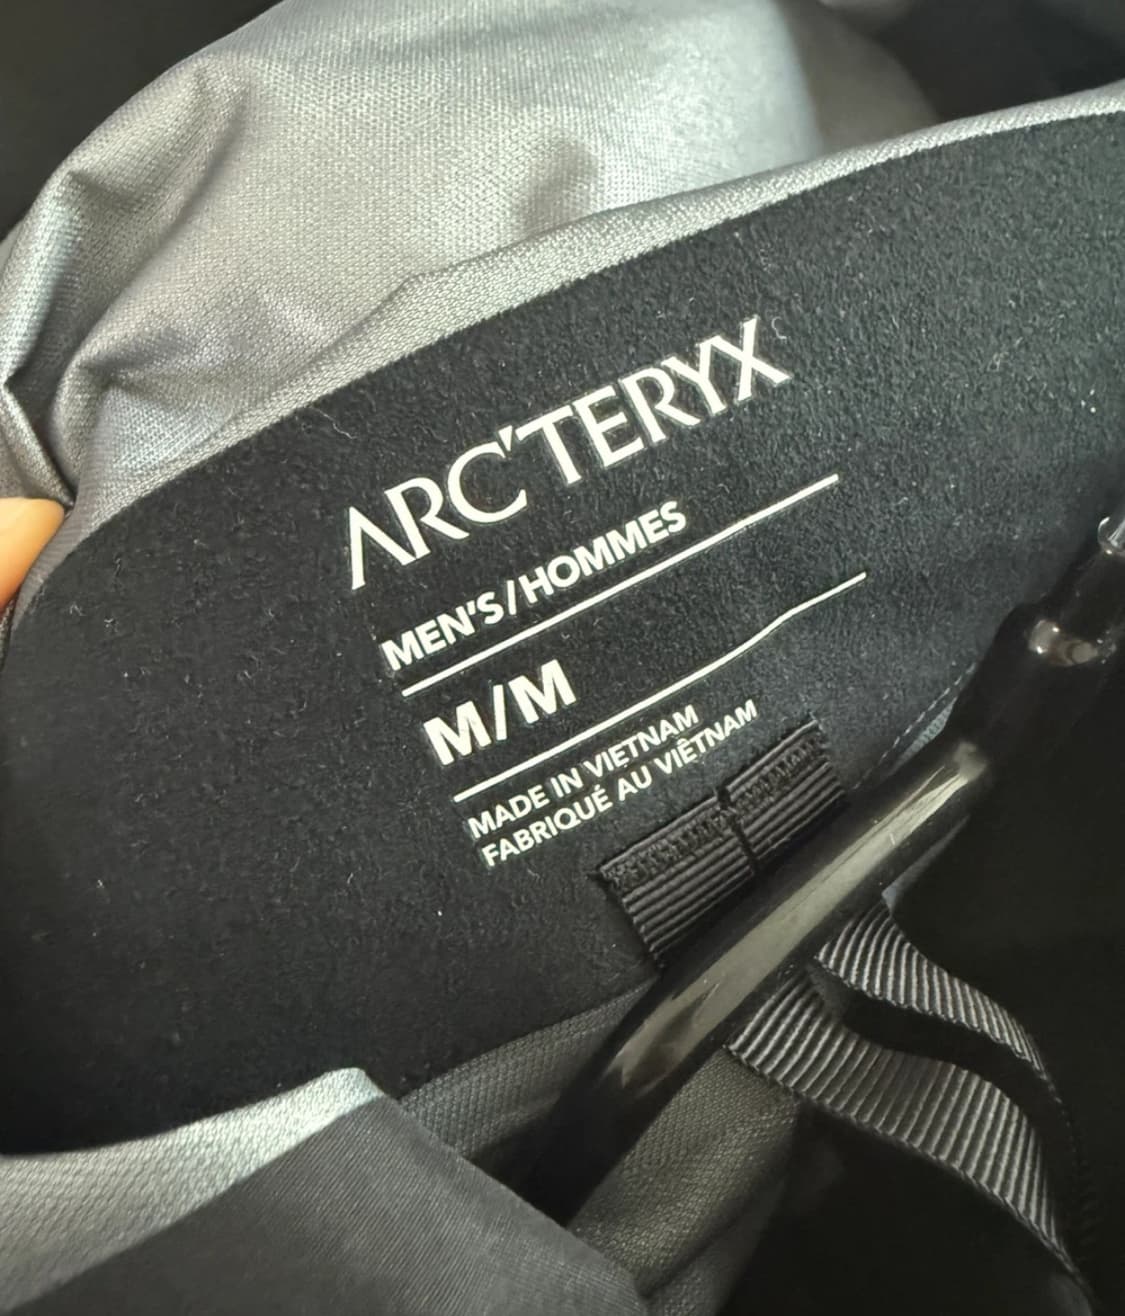 ARC'TERYX
MEN'S/HOMMES
M/M
MADE IN VIETNAM
FABRIQUÉ AU VIÊTNAM